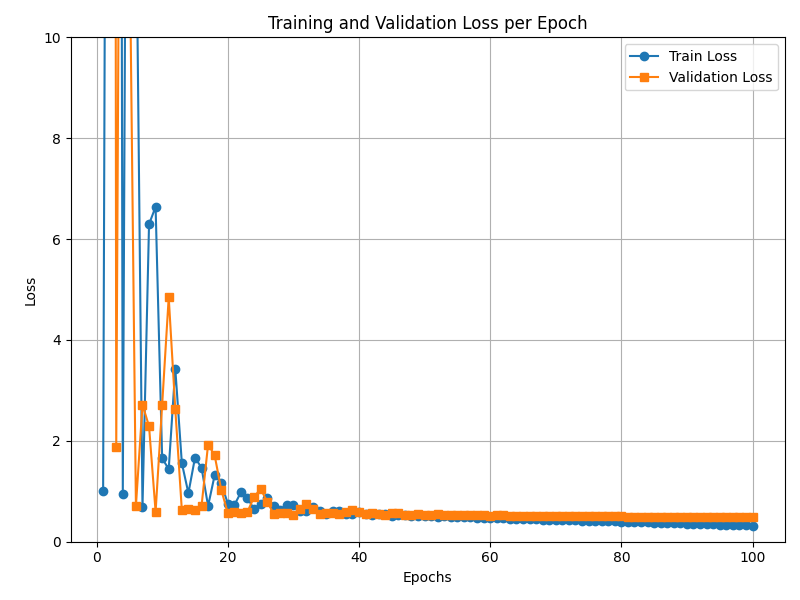 Training and Validation Loss per Epoch
Train Loss
Validation Loss
10
8
6
4
2
0
Loss
0 20 40 60 80 100
Epochs